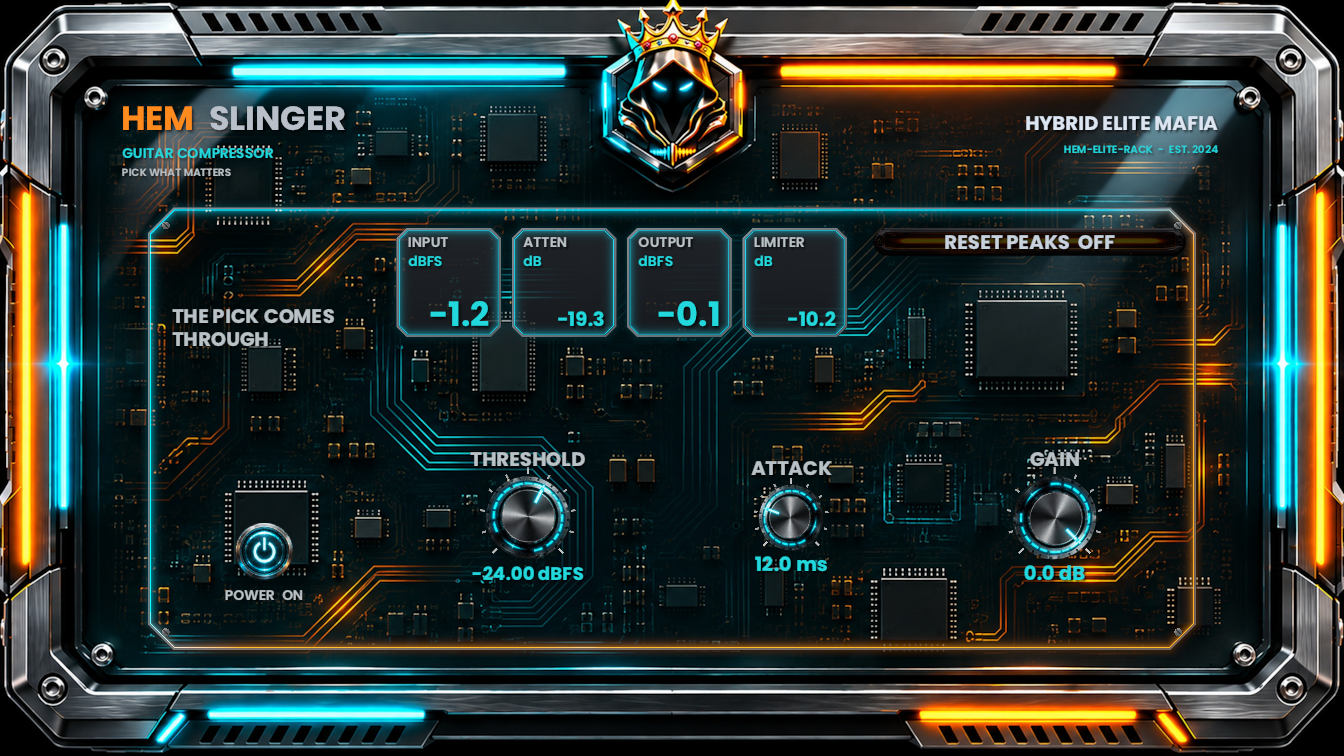 HEM SLINGER
GUITAR COMPRESSOR
PICK WHAT MATTERS
HYBRID ELITE MAFIA
HEM-ELITE-RACK - EST. 2024
INPUT
dBFS
-1.2
ATTEN
dB
-19.3
OUTPUT
dBFS
-0.1
LIMITER
dB
-10.2
RESET PEAKS OFF
THE PICK COMES
THROUGH
THRESHOLD
-24.00 dBFS
ATTACK
12.0 ms
GAIN
0.0 dB
POWER ON